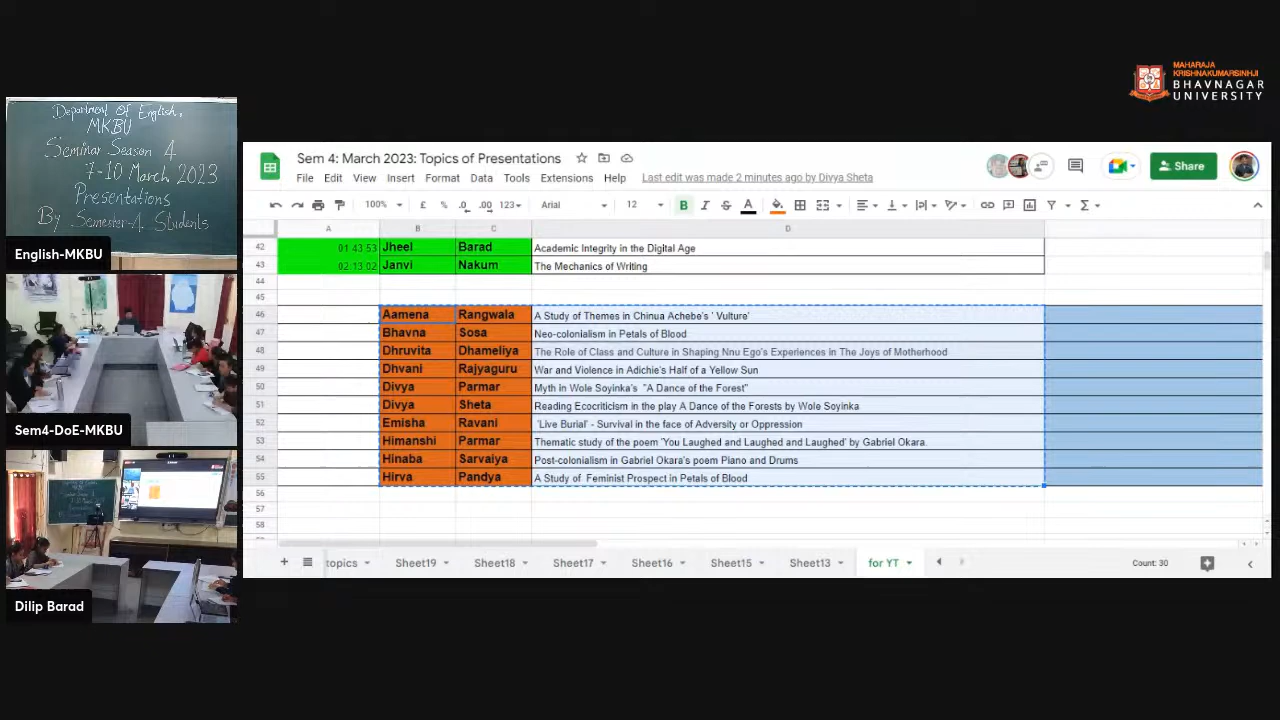 MAHARAJA
KRISHNAKUMARSINHJI
BHAVNAGAR
UNIVERSITY
Department of English,
MKBU
Seminar Season 4
7-10 March 2023
Presentations
By Semester-4 Students
English-MKBU
Sem4-DoE-MKBU
Dilip Barad
Sem 4: March 2023: Topics of Presentations
File Edit View Insert Format Data Tools Extensions Help Last edit was made 2 minutes ago by Divya Sheta
Share
100% £ % .0 .00 123 Arial 12 B I S A
A B C D
42 01:43:53 Jheel Barad Academic Integrity in the Digital Age
43 02:13:02 Janvi Nakum The Mechanics of Writing
44
45
46 Aamena Rangwala A Study of Themes in Chinua Achebe's ' Vulture'
47 Bhavna Sosa Neo-colonialism in Petals of Blood
48 Dhruvita Dhameliya The Role of Class and Culture in Shaping Nnu Ego's Experiences in The Joys of Motherhood
49 Dhvani Rajyaguru War and Violence in Adichie's Half of a Yellow Sun
50 Divya Parmar Myth in Wole Soyinka's "A Dance of the Forest"
51 Divya Sheta Reading Ecocriticism in the play A Dance of the Forests by Wole Soyinka
52 Emisha Ravani 'Live Burial' - Survival in the face of Adversity or Oppression
53 Himanshi Parmar Thematic study of the poem 'You Laughed and Laughed and Laughed' by Gabriel Okara.
54 Hinaba Sarvaiya Post-colonialism in Gabriel Okara's poem Piano and Drums
55 Hirva Pandya A Study of Feminist Prospect in Petals of Blood
56
57
58
topics Sheet19 Sheet18 Sheet17 Sheet16 Sheet15 Sheet13 for YT Count: 30